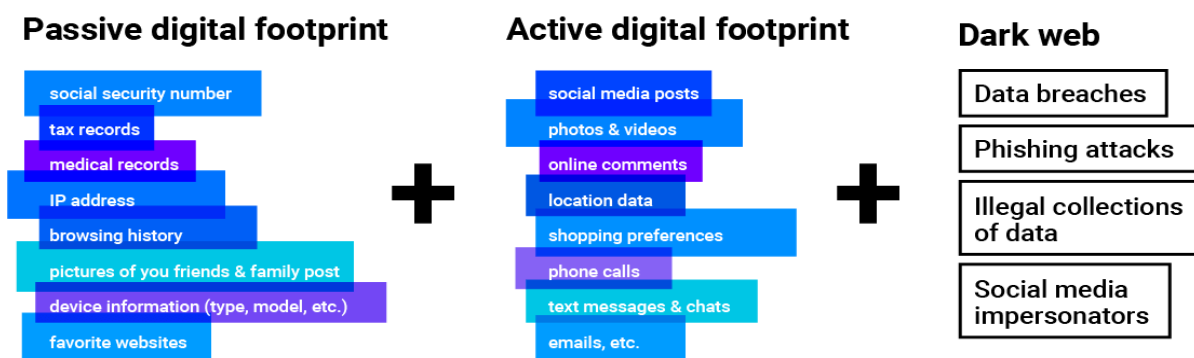 Passive digital footprint
social security number
tax records
medical records
IP address
browsing history
pictures of you friends & family post
device information (type, model, etc.)
favorite websites
+
Active digital footprint
social media posts
photos & videos
online comments
location data
shopping preferences
phone calls
text messages & chats
emails, etc.
+
Dark web
Data breaches
Phishing attacks
Illegal collections
of data
Social media
impersonators